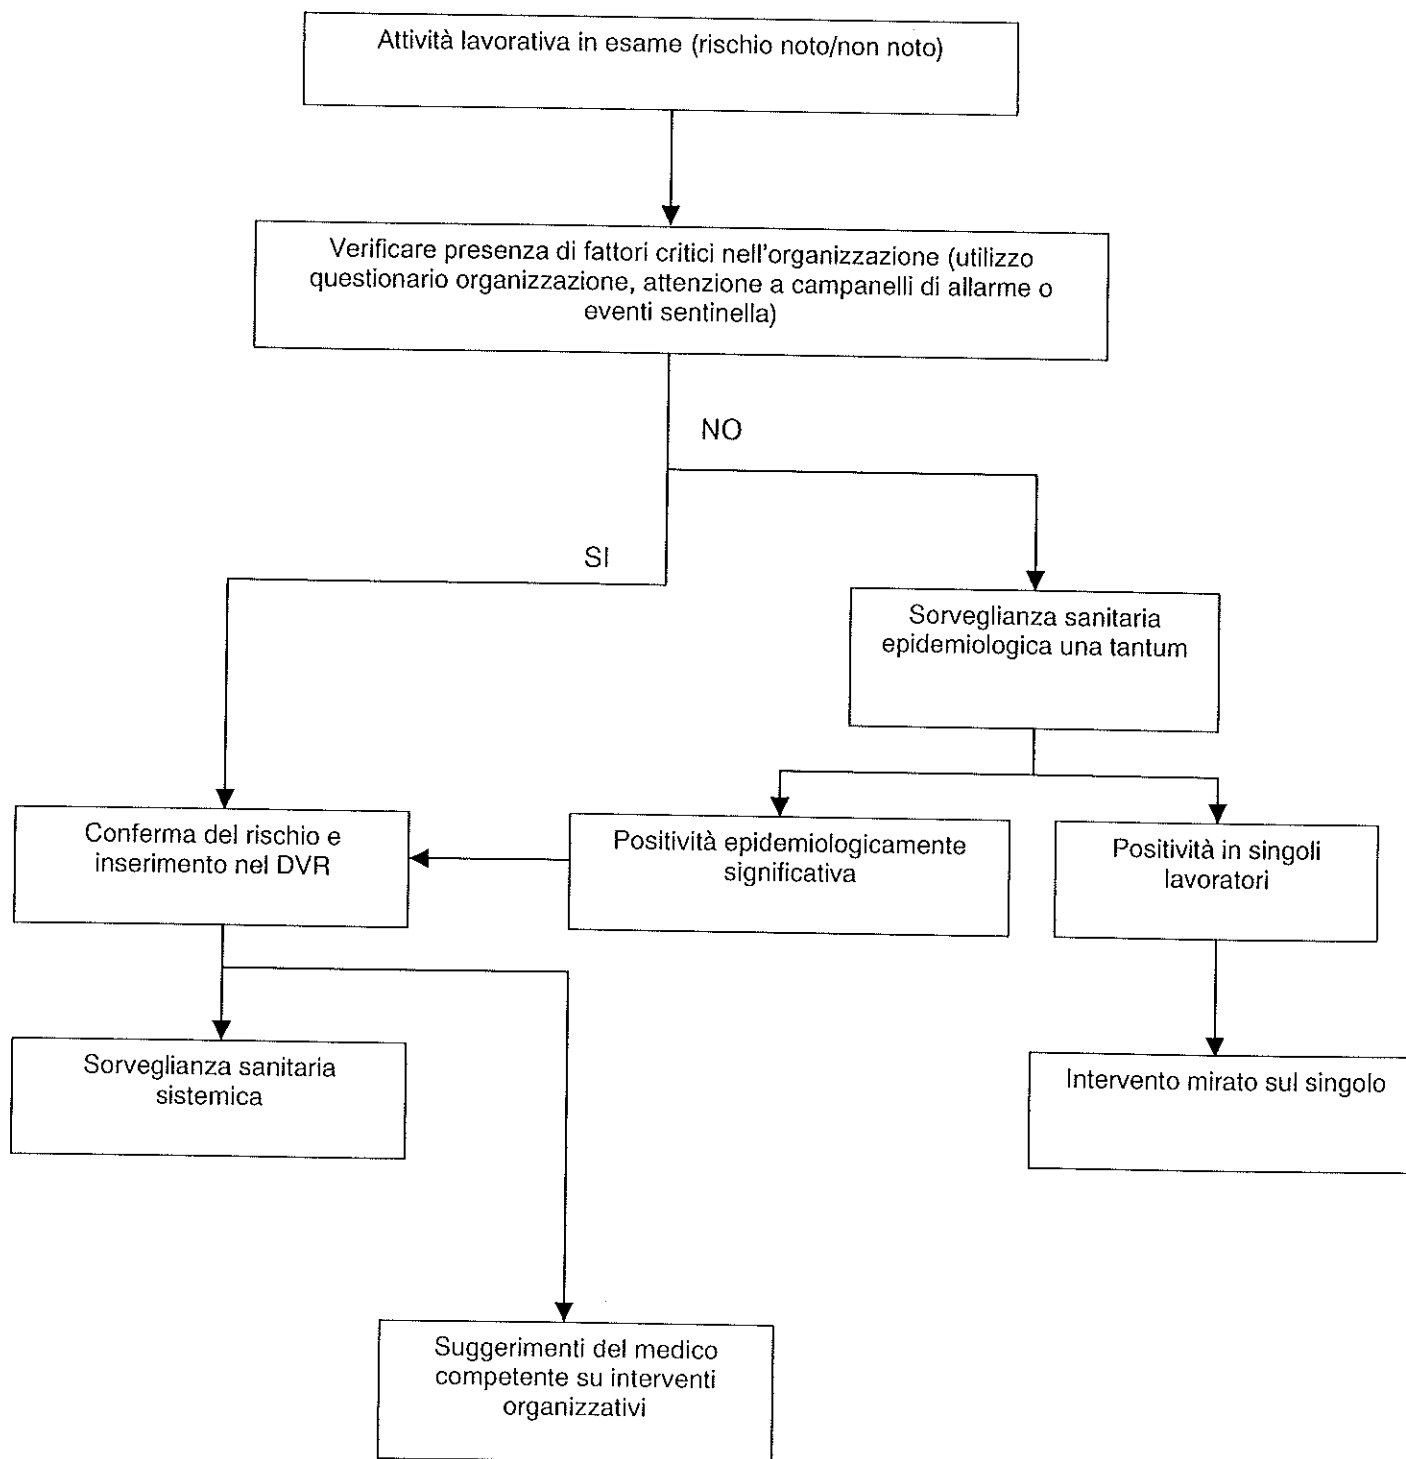 Attività lavorativa in esame (rischio noto/non noto)
Verificare presenza di fattori critici nell'organizzazione (utilizzo
questionario organizzazione, attenzione a campanelli di allarme o
eventi sentinella)
NO
SI
Sorveglianza sanitaria
epidemiologica una tantum
Conferma del rischio e
inserimento nel DVR
Positività epidemiologicamente
significativa
Positività in singoli
lavoratori
Sorveglianza sanitaria
sistemica
Intervento mirato sul singolo
Suggerimenti del medico
competente su interventi
organizzativi